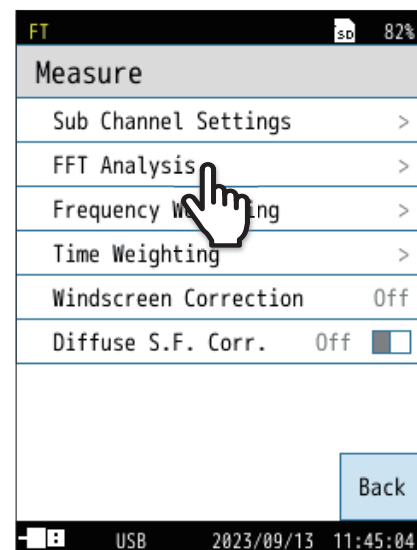 FT SD 82%
Measure
Sub Channel Settings >
FFT Analysis >
Frequency ing >
Time Weighting >
Windscreen Correction Off
Diffuse S.F. Corr. Off
Back
USB 2023/09/13 11:45:04